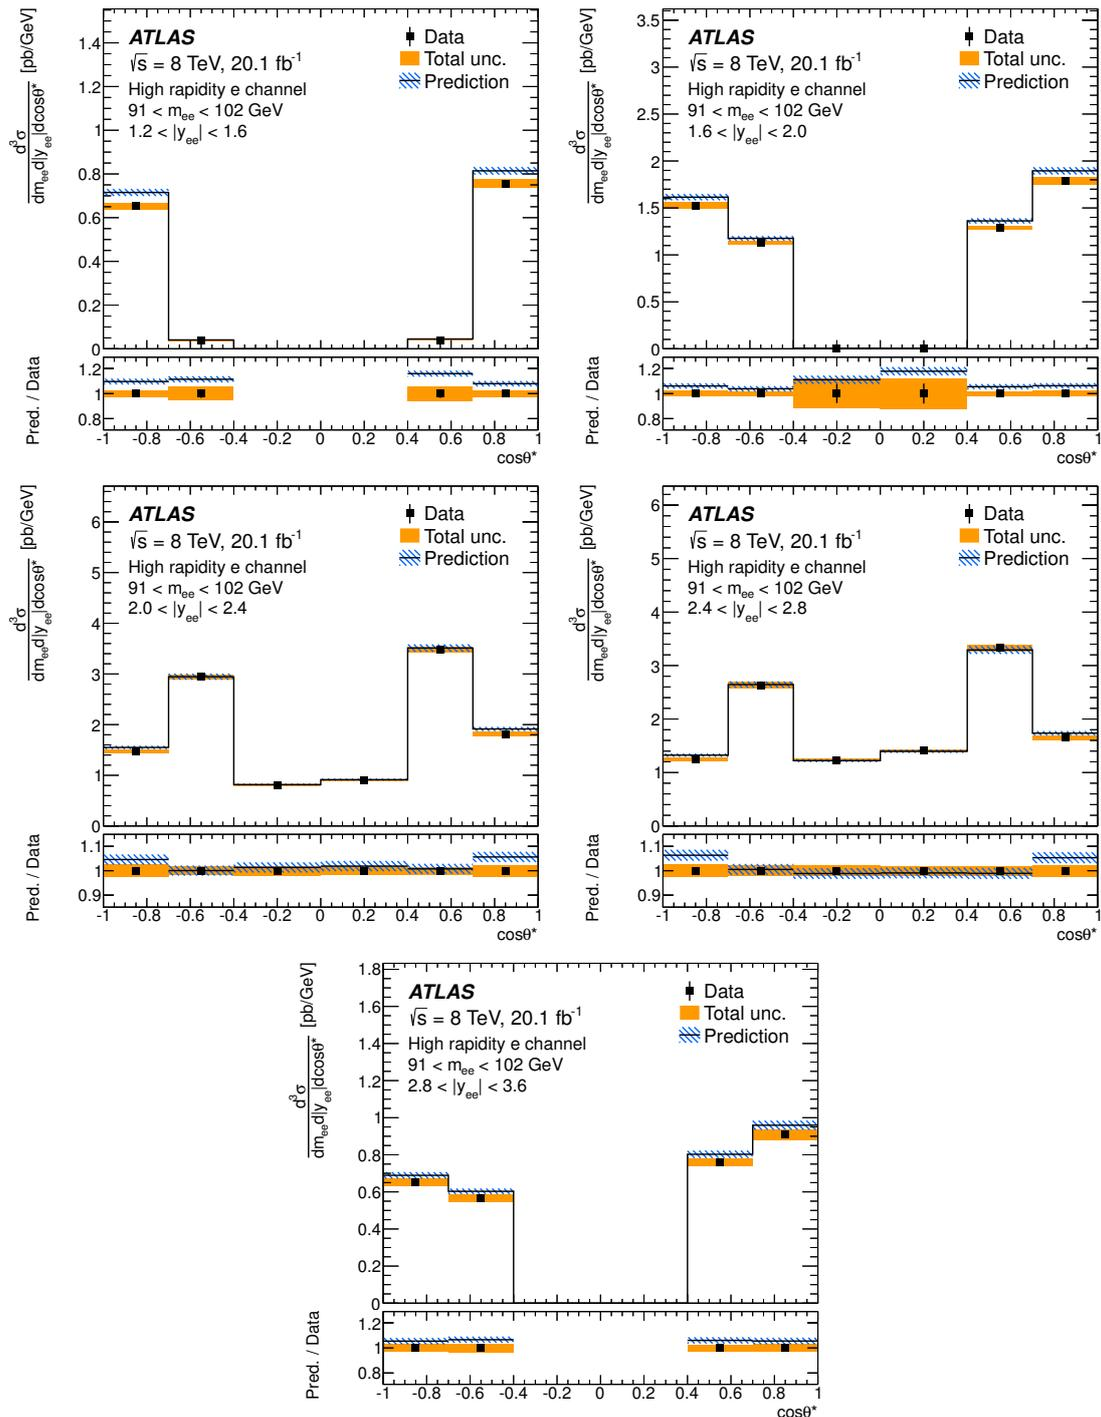 d³σ / dm_ee d|y_ee|dcosθ* [pb/GeV]
ATLAS
√s = 8 TeV, 20.1 fb⁻¹
High rapidity e channel
91 < m_ee < 102 GeV
1.2 < |y_ee| < 1.6
Data
Total unc.
Prediction
1.4
1.2
1
0.8
0.6
0.4
0.2
0
Pred. / Data
1.2
1
0.8
-1 -0.8 -0.6 -0.4 -0.2 0 0.2 0.4 0.6 0.8 1
cosθ*
d³σ / dm_ee d|y_ee|dcosθ* [pb/GeV]
ATLAS
√s = 8 TeV, 20.1 fb⁻¹
High rapidity e channel
91 < m_ee < 102 GeV
1.6 < |y_ee| < 2.0
Data
Total unc.
Prediction
3.5
3
2.5
2
1.5
1
0.5
0
Pred. / Data
1.2
1
0.8
-1 -0.8 -0.6 -0.4 -0.2 0 0.2 0.4 0.6 0.8 1
cosθ*
d³σ / dm_ee d|y_ee|dcosθ* [pb/GeV]
ATLAS
√s = 8 TeV, 20.1 fb⁻¹
High rapidity e channel
91 < m_ee < 102 GeV
2.0 < |y_ee| < 2.4
Data
Total unc.
Prediction
6
5
4
3
2
1
0
Pred. / Data
1.1
1
0.9
-1 -0.8 -0.6 -0.4 -0.2 0 0.2 0.4 0.6 0.8 1
cosθ*
d³σ / dm_ee d|y_ee|dcosθ* [pb/GeV]
ATLAS
√s = 8 TeV, 20.1 fb⁻¹
High rapidity e channel
91 < m_ee < 102 GeV
2.4 < |y_ee| < 2.8
Data
Total unc.
Prediction
6
5
4
3
2
1
0
Pred. / Data
1.1
1
0.9
-1 -0.8 -0.6 -0.4 -0.2 0 0.2 0.4 0.6 0.8 1
cosθ*
d³σ / dm_ee d|y_ee|dcosθ* [pb/GeV]
ATLAS
√s = 8 TeV, 20.1 fb⁻¹
High rapidity e channel
91 < m_ee < 102 GeV
2.8 < |y_ee| < 3.6
Data
Total unc.
Prediction
1.8
1.6
1.4
1.2
1
0.8
0.6
0.4
0.2
0
Pred. / Data
1.2
1
0.8
-1 -0.8 -0.6 -0.4 -0.2 0 0.2 0.4 0.6 0.8 1
cosθ*